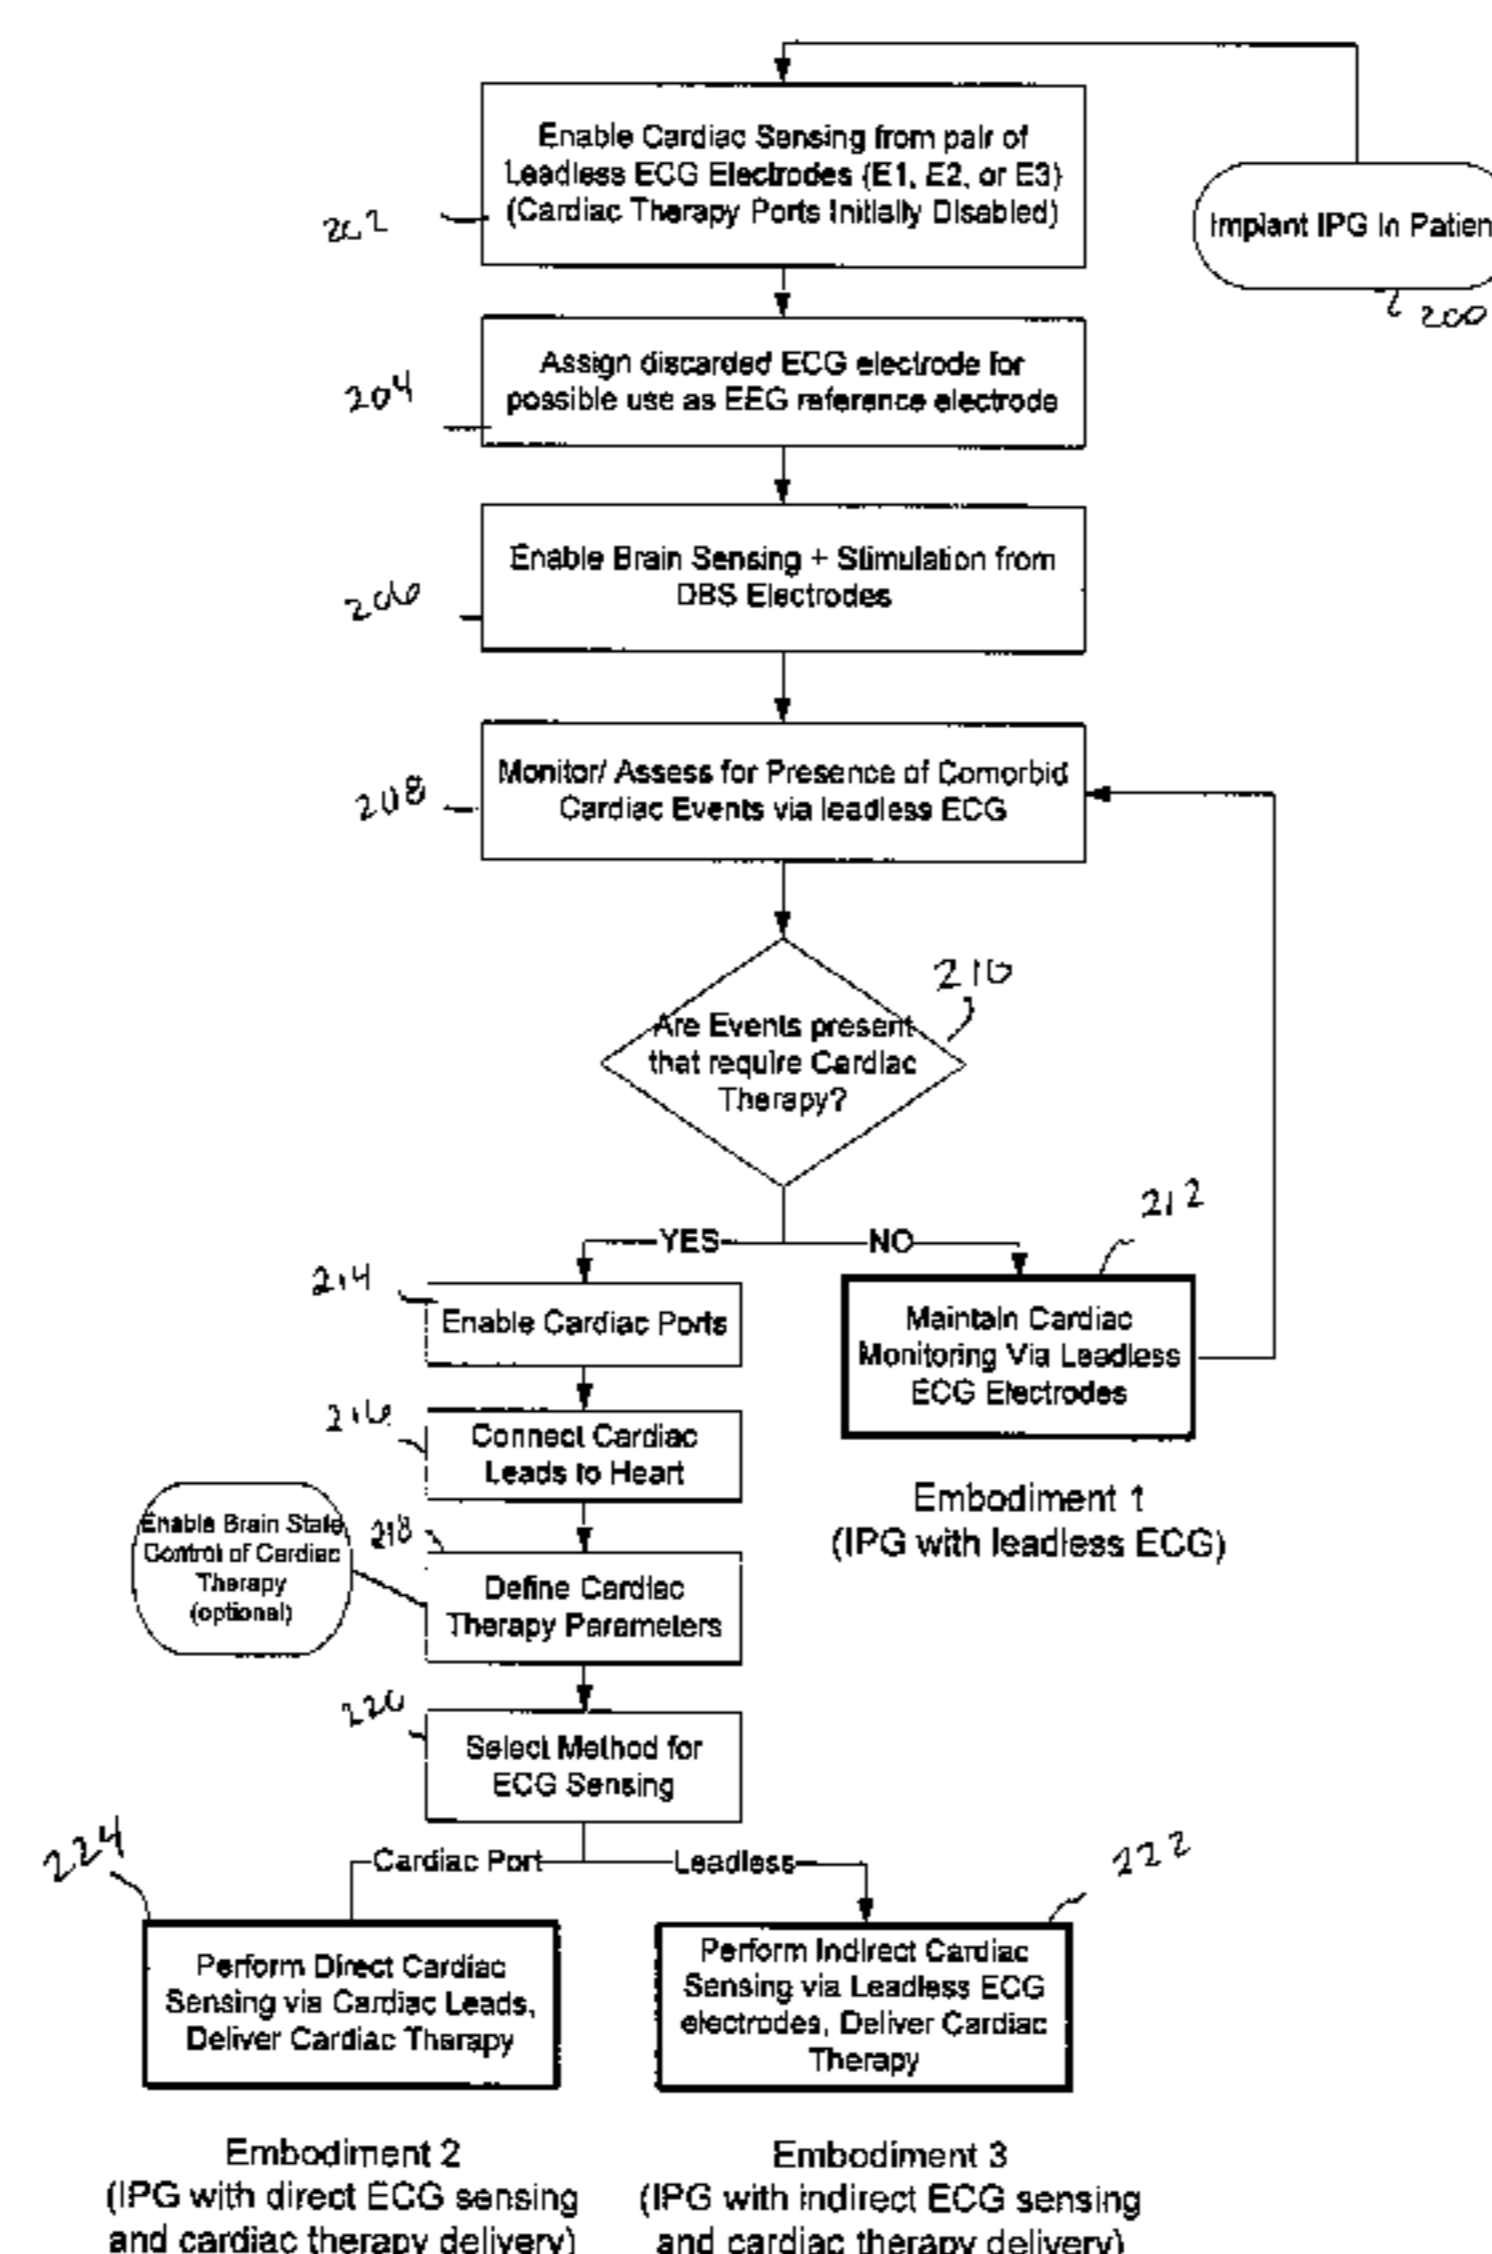 Enable Cardiac Sensing from pair of
Leadless ECG Electrodes (E1, E2, or E3)
(Cardiac Therapy Ports Initially Disabled)
202
Implant IPG In Patien
200
Assign discarded ECG electrode for
possible use as EEG reference electrode
204
Enable Brain Sensing + Stimulation from
DBS Electrodes
206
Monitor/ Assess for Presence of Comorbid
Cardiac Events via leadless ECG
208
Are Events present
that require Cardiac
Therapy?
210
YES
NO
212
214
Enable Cardiac Ports
Maintain Cardiac
Monitoring Via Leadless
ECG Electrodes
216
Connect Cardiac
Leads to Heart
Embodiment 1
(IPG with leadless ECG)
Enable Brain State
Control of Cardiac
Therapy
(optional)
218
Define Cardiac
Therapy Parameters
220
Select Method for
ECG Sensing
Cardiac Port
Leadless
224
222
Perform Direct Cardiac
Sensing via Cardiac Leads,
Deliver Cardiac Therapy
Perform Indirect Cardiac
Sensing via Leadless ECG
electrodes, Deliver Cardiac
Therapy
Embodiment 2
(IPG with direct ECG sensing
and cardiac therapy delivery)
Embodiment 3
(IPG with indirect ECG sensing
and cardiac therapy delivery)